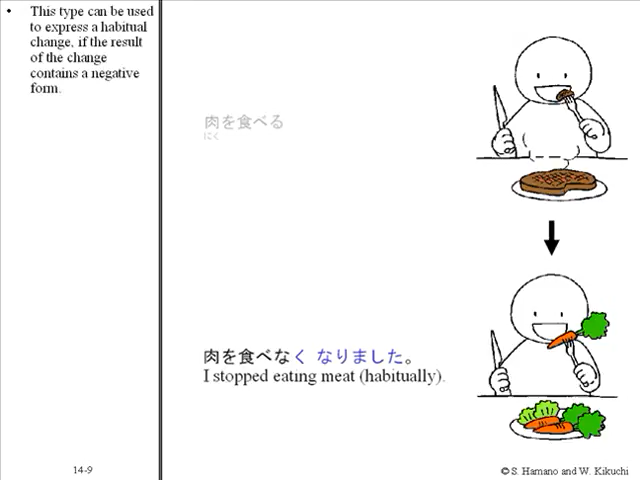 • This type can be used
to express a habitual
change, if the result
of the change
contains a negative
form.
肉を食べる
にく
肉を食べなく なりました。
I stopped eating meat (habitually).
14-9
© S. Hamano and W. Kikuchi